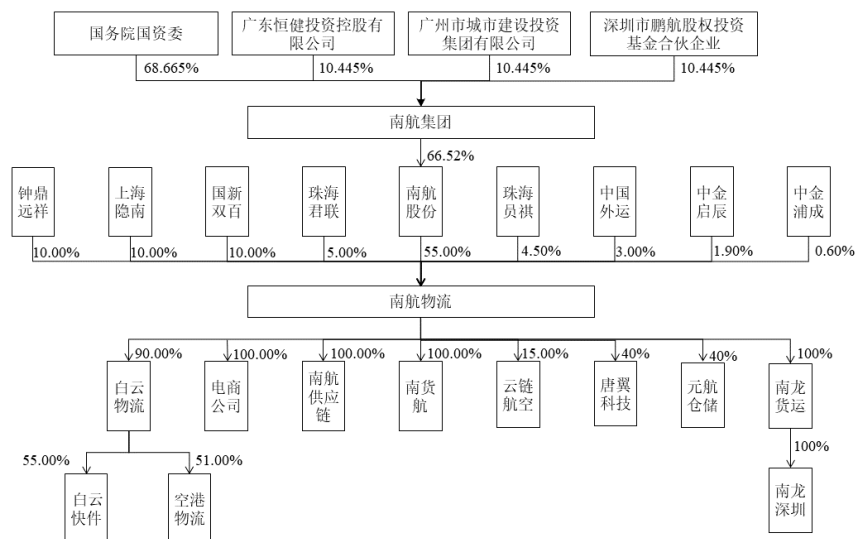 国务院国资委
广东恒健投资控股有
限公司
广州市城市建设投资
集团有限公司
深圳市鹏航股权投资
基金合伙企业
68.665%
10.445%
10.445%
10.445%
南航集团
66.52%
钟鼎
远祥
上海
隐南
国新
双百
珠海
君联
南航
股份
珠海
员祺
中国
外运
中金
启辰
中金
浦成
10.00%
10.00%
10.00%
5.00%
55.00%
4.50%
3.00%
1.90%
0.60%
南航物流
90.00%
100.00%
100.00%
100.00%
15.00%
40%
40%
100%
白云
物流
电商
公司
南航
供应
链
南货
航
云链
航空
唐翼
科技
元航
仓储
南龙
货运
55.00%
51.00%
100%
白云
快件
空港
物流
南龙
深圳